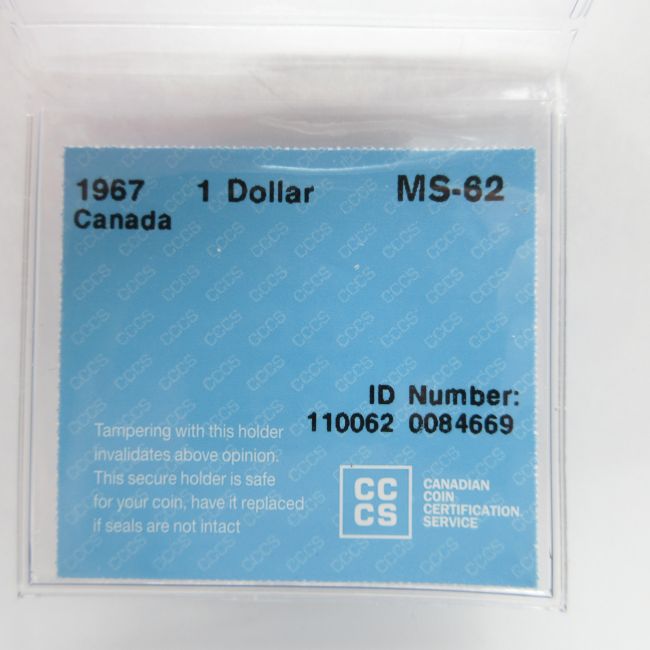 1967 1 Dollar MS-62
Canada
ID Number:
110062 0084669
Tampering with this holder
invalidates above opinion.
This secure holder is safe
for your coin, have it replaced
if seals are not intact
CC
CS
CANADIAN
COIN
CERTIFICATION
SERVICE